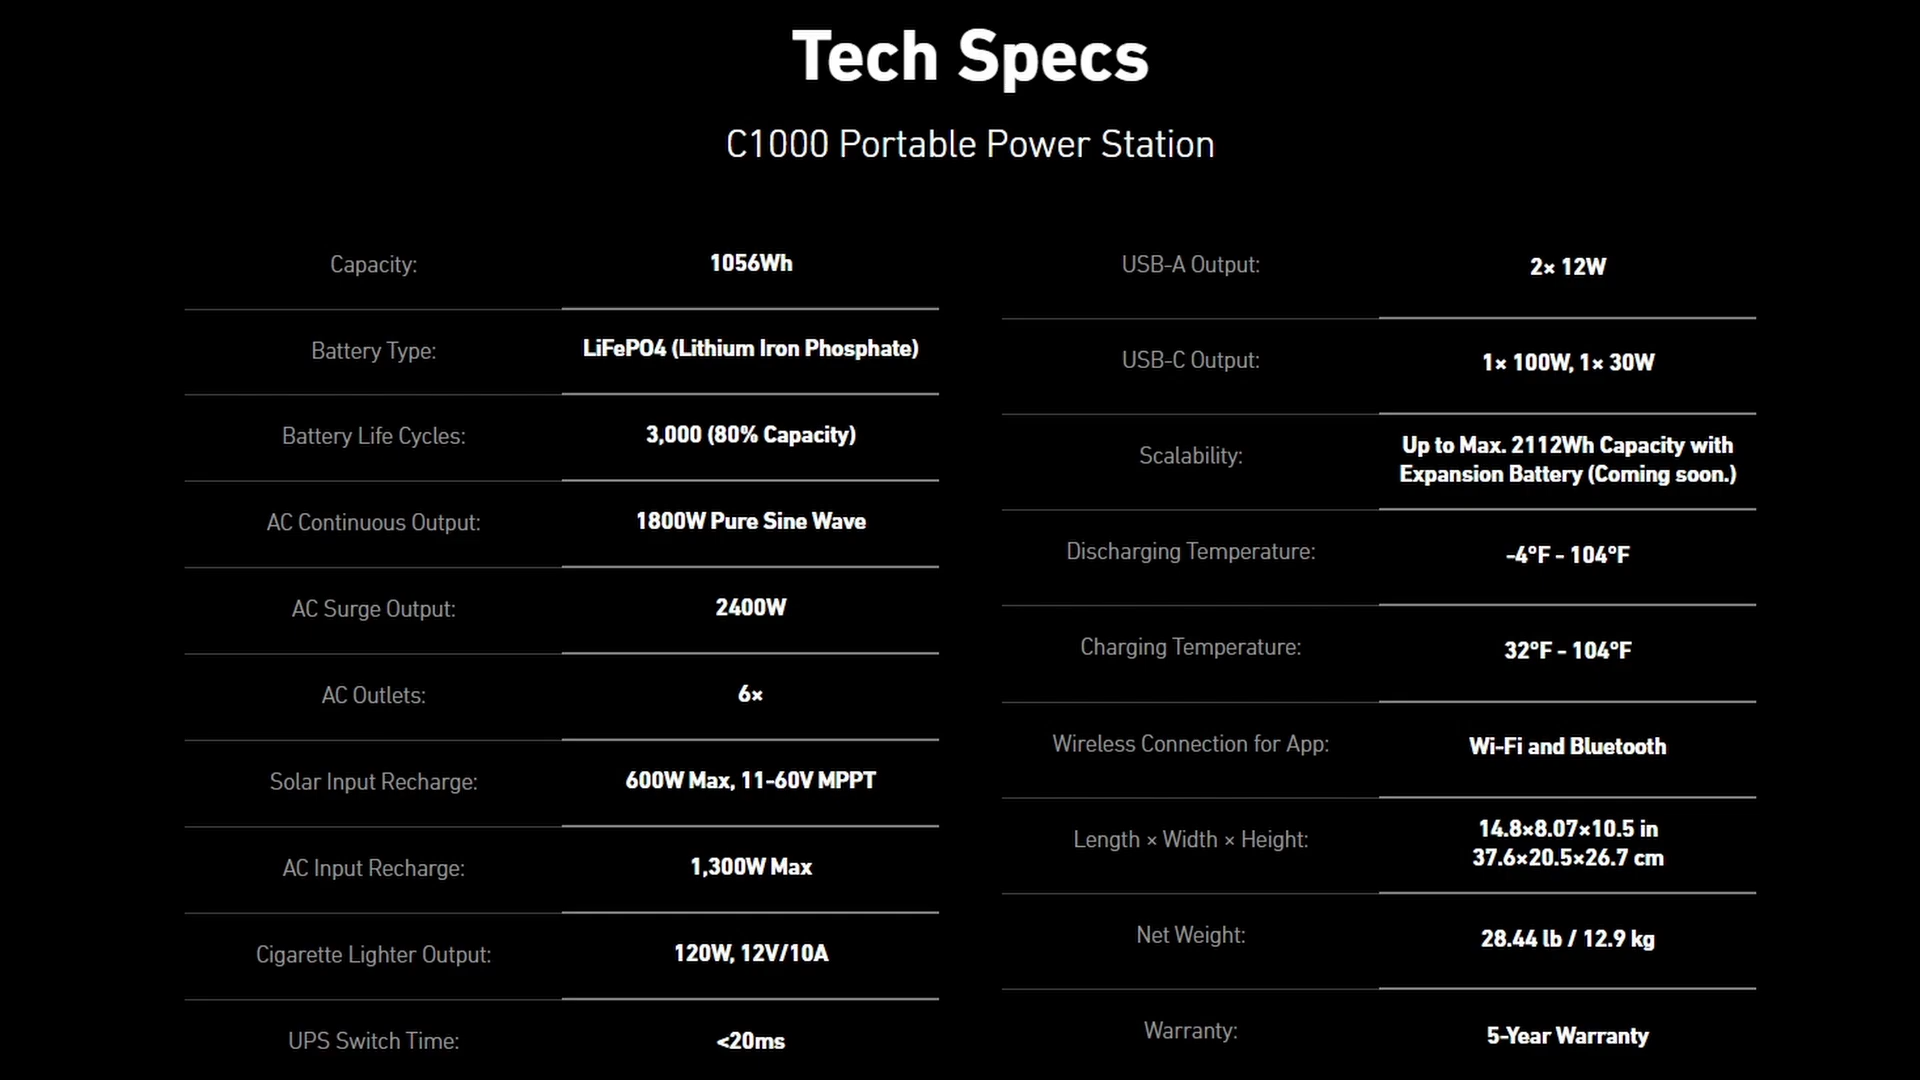 Tech Specs
C1000 Portable Power Station
Capacity: 1056Wh
Battery Type: LiFePO4 (Lithium Iron Phosphate)
Battery Life Cycles: 3,000 (80% Capacity)
AC Continuous Output: 1800W Pure Sine Wave
AC Surge Output: 2400W
AC Outlets: 6×
Solar Input Recharge: 600W Max, 11-60V MPPT
AC Input Recharge: 1,300W Max
Cigarette Lighter Output: 120W, 12V/10A
UPS Switch Time: <20ms
USB-A Output: 2× 12W
USB-C Output: 1× 100W, 1× 30W
Scalability: Up to Max. 2112Wh Capacity with
Expansion Battery (Coming soon.)
Discharging Temperature: -4°F - 104°F
Charging Temperature: 32°F - 104°F
Wireless Connection for App: Wi-Fi and Bluetooth
Length × Width × Height: 14.8×8.07×10.5 in
37.6×20.5×26.7 cm
Net Weight: 28.44 lb / 12.9 kg
Warranty: 5-Year Warranty